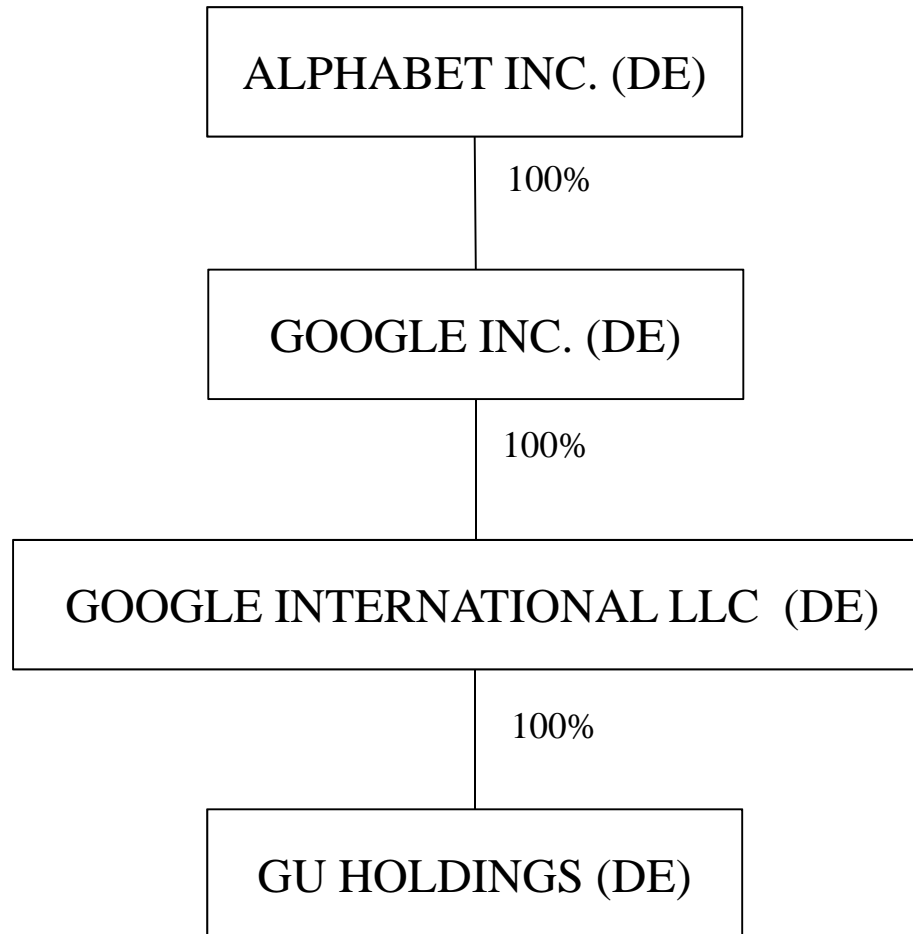 ALPHABET INC. (DE)
100%
GOOGLE INC. (DE)
100%
GOOGLE INTERNATIONAL LLC (DE)
100%
GU HOLDINGS (DE)